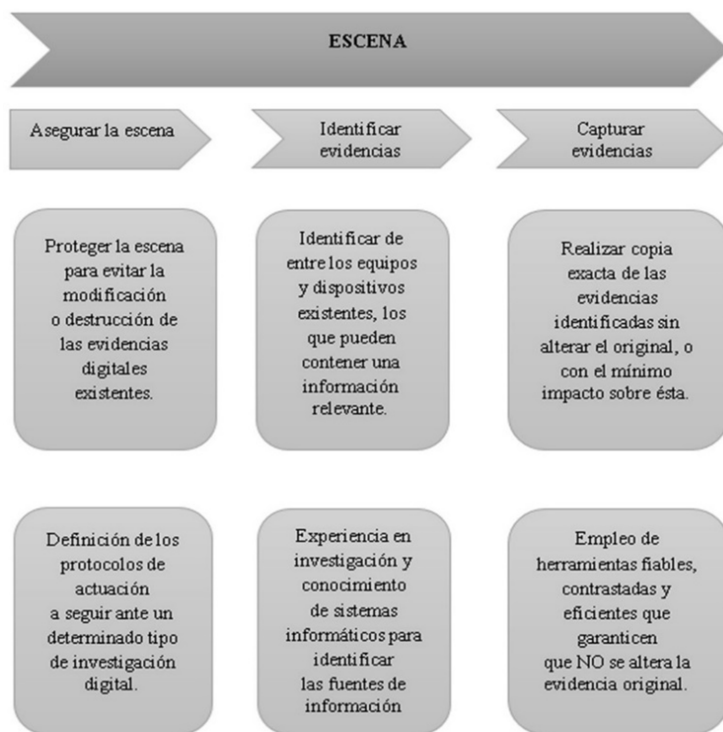 ESCENA
Asegurar la escena
Identificar
evidencias
Capturar
evidencias
Proteger la escena
para evitar la
modificación
o destrucción de
las evidencias
digitales
existentes.
Identificar de
entre los equipos
y dispositivos
existentes, los
que pueden
contener una
información
relevante.
Realizar copia
exacta de las
evidencias
identificadas sin
alterar el original, o
con el mínimo
impacto sobre ésta.
Definición de los
protocolos de
actuación
a seguir ante un
determinado tipo
de investigación
digital.
Experiencia en
investigación y
conocimiento
de sistemas
informáticos para
identificar
las fuentes de
información
Empleo de
herramientas fiables,
contrastadas y
eficientes que
garanticen
que NO se altera la
evidencia original.